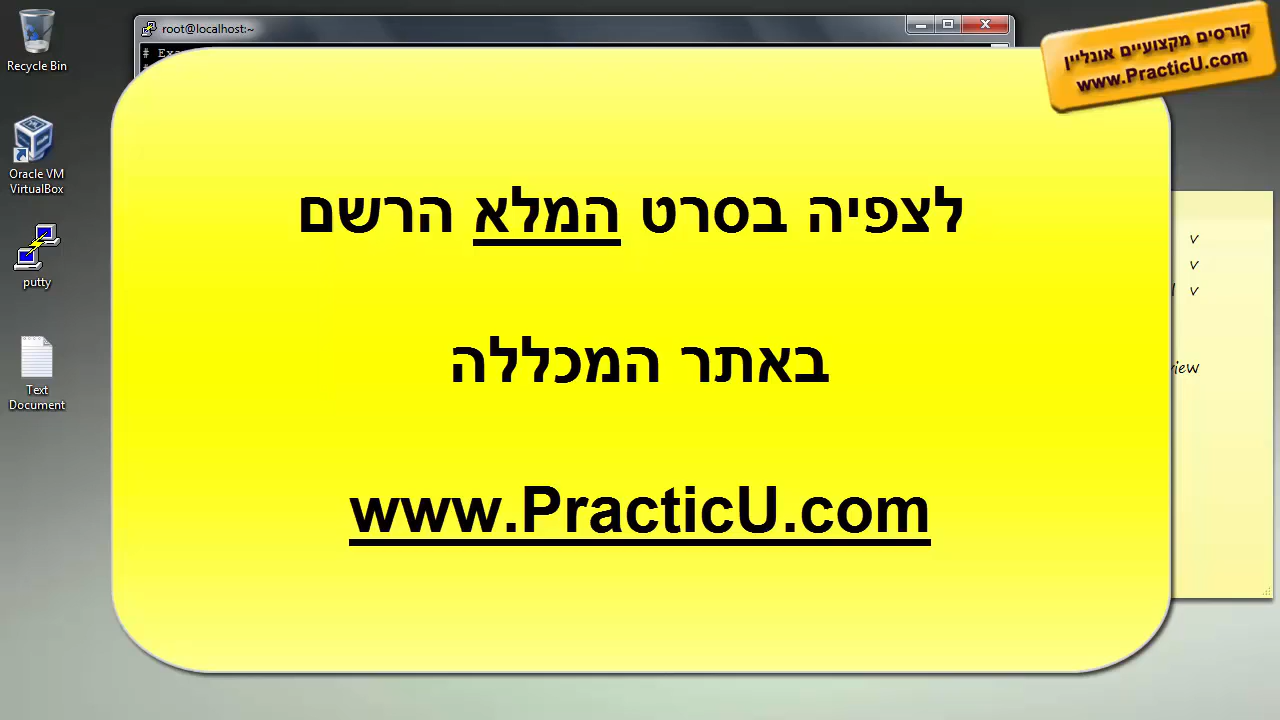 Recycle Bin
root@localhost:~
קורסים מקצועיים אונליין
www.PracticU.com
Oracle VM
VirtualBox
putty
Text
Document
לצפיה בסרט המלא הרשם
באתר המכללה
www.PracticU.com
v
v
v